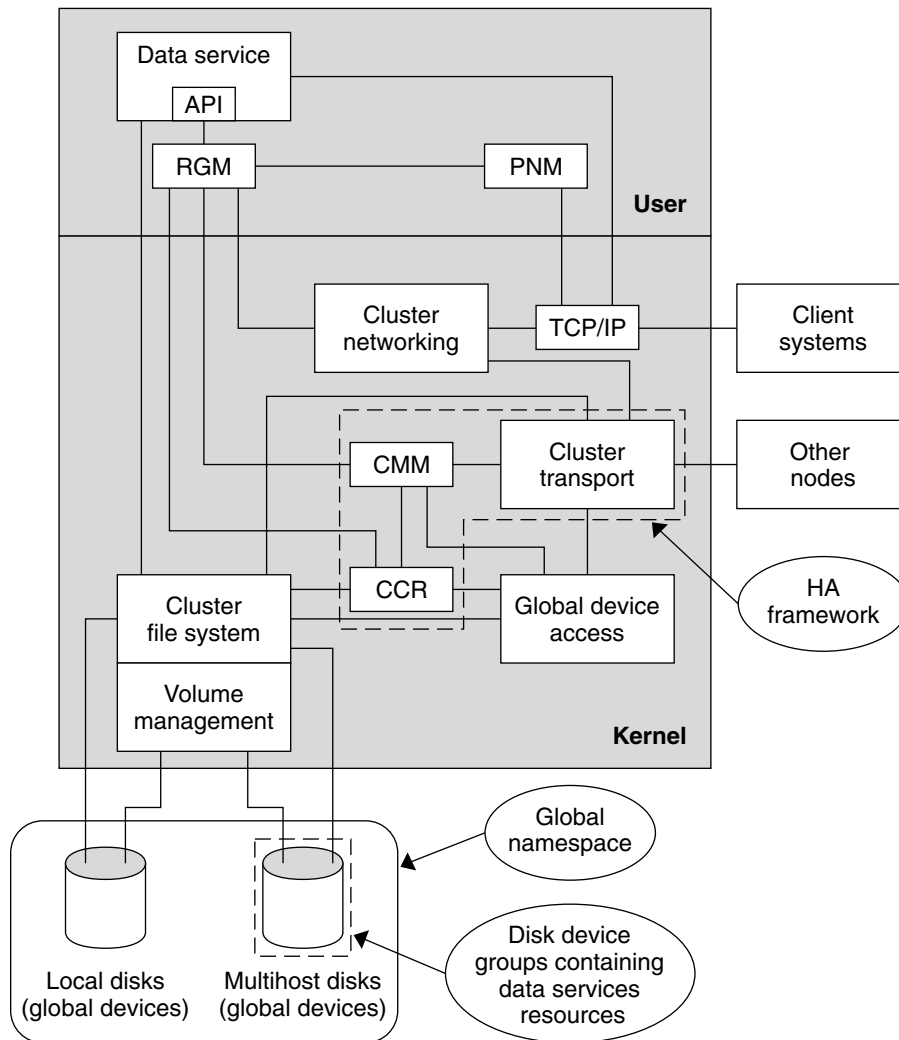 Data service
API
RGM
PNM
User
Cluster
networking
TCP/IP
Client
systems
CMM
Cluster
transport
Other
nodes
CCR
Cluster
file system
Global device
access
HA
framework
Volume
management
Kernel
Global
namespace
Local disks
(global devices)
Multihost disks
(global devices)
Disk device
groups containing
data services
resources